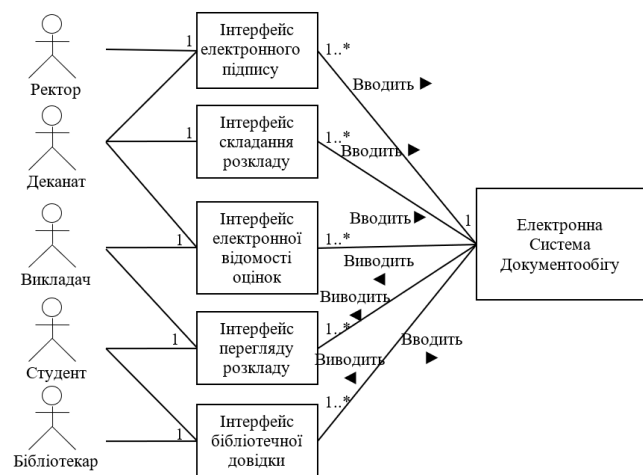 Ректор
Деканат
Викладач
Студент
Бібліотекар
1
Інтерфейс
електронного
підпису
1..*
Вводить ►
1
Інтерфейс
складання
розкладу
1..*
Вводить ►
1
Інтерфейс
електронної
відомості
оцінок
1..*
Вводить ►
Виводить
◄
1
Інтерфейс
перегляду
розкладу
1..*
Виводить
◄
1
Інтерфейс
бібліотечної
довідки
1..*
Виводить
◄
Вводить
►
1
Електронна
Система
Документообігу